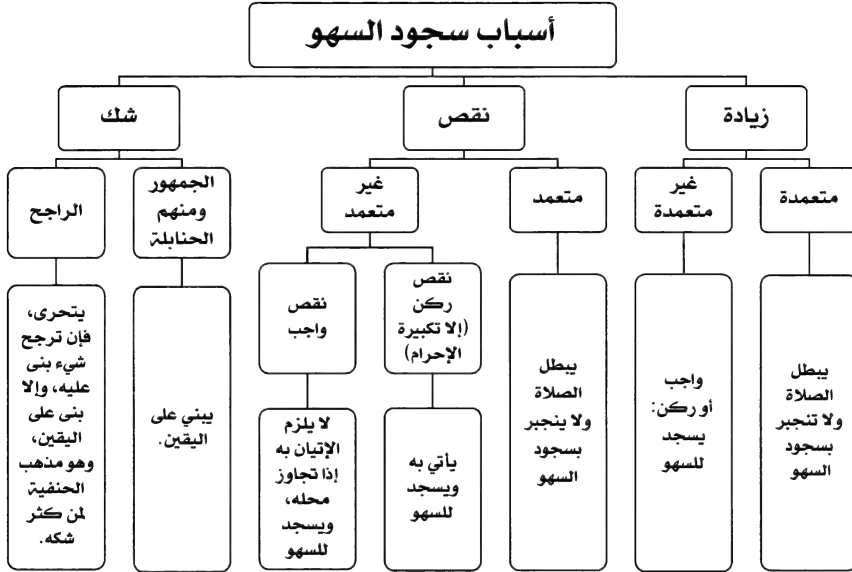 أسباب سجود السهو
زيادة
نقص
شك
متعمدة
غير
متعمدة
متعمد
غير
متعمد
الجمهور
ومنهم
الحنابلة
الراجح
نقص
ركن
(إلا تكبيرة
الإحرام)
نقص
واجب
يبطل
الصلاة
ولا تنجبر
بسجود
السهو
واجب
أو ركن:
يسجد
للسهو
يبطل
الصلاة
ولا ينجبر
بسجود
السهو
يأتي به
ويسجد
للسهو
لا يلزم
الإتيان به
إذا تجاوز
محله،
ويسجد
للسهو
يبني على
اليقين.
يتحرى،
فإن ترجح
شيء بنى
عليه، وإلا
بنى على
اليقين،
وهو مذهب
الحنفية
لمن كثر
شكه.